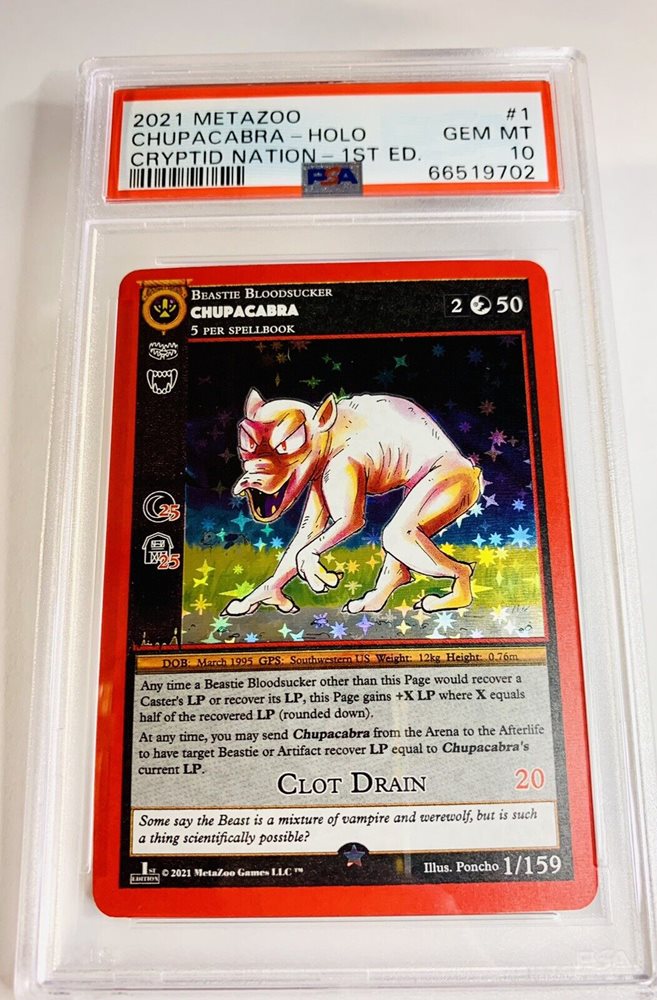 2021 METAZOO #1
CHUPACABRA - HOLO GEM MT
CRYPTID NATION - 1ST ED. 10
PSA 66519702
BEASTIE BLOODSUCKER
CHUPACABRA
5 PER SPELLBOOK
2 50
25
25
DOB: March 1995 GPS: Southwestern US Weight: 12kg Height: 0.76m
Any time a Beastie Bloodsucker other than this Page would recover a
Caster's LP or recover its LP, this Page gains +X LP where X equals
half of the recovered LP (rounded down).
At any time, you may send Chupacabra from the Arena to the Afterlife
to have target Beastie or Artifact recover LP equal to Chupacabra's
current LP.
CLOT DRAIN 20
Some say the Beast is a mixture of vampire and werewolf, but is such
a thing scientifically possible?
1ST EDITION © 2021 MetaZoo Games LLC ™ Illus. Poncho 1/159
PSA